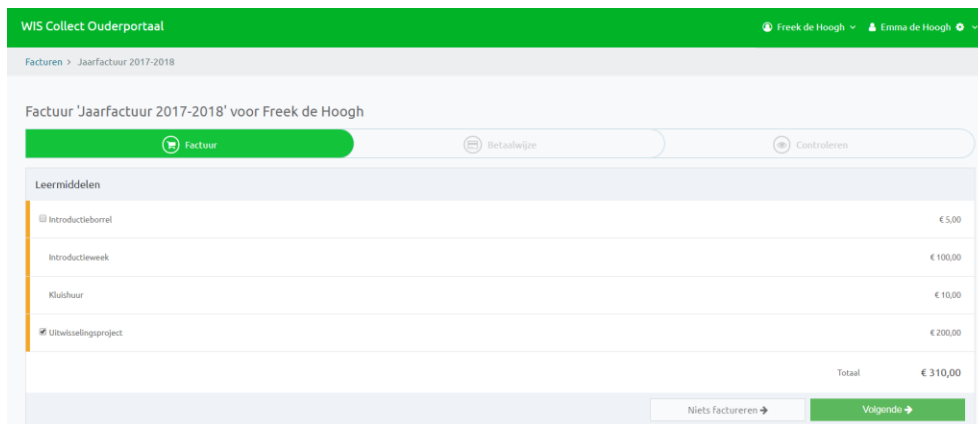 WIS Collect Ouderportaal Freek de Hoogh Emma de Hoogh
Facturen > Jaarfactuur 2017-2018
Factuur 'Jaarfactuur 2017-2018' voor Freek de Hoogh
Factuur Betaalwijze Controleren
Leermiddelen
Introductieborrel € 5,00
Introductieweek € 100,00
Kluishuur € 10,00
Uitwisselingsproject € 200,00
Totaal € 310,00
Niets factureren → Volgende →